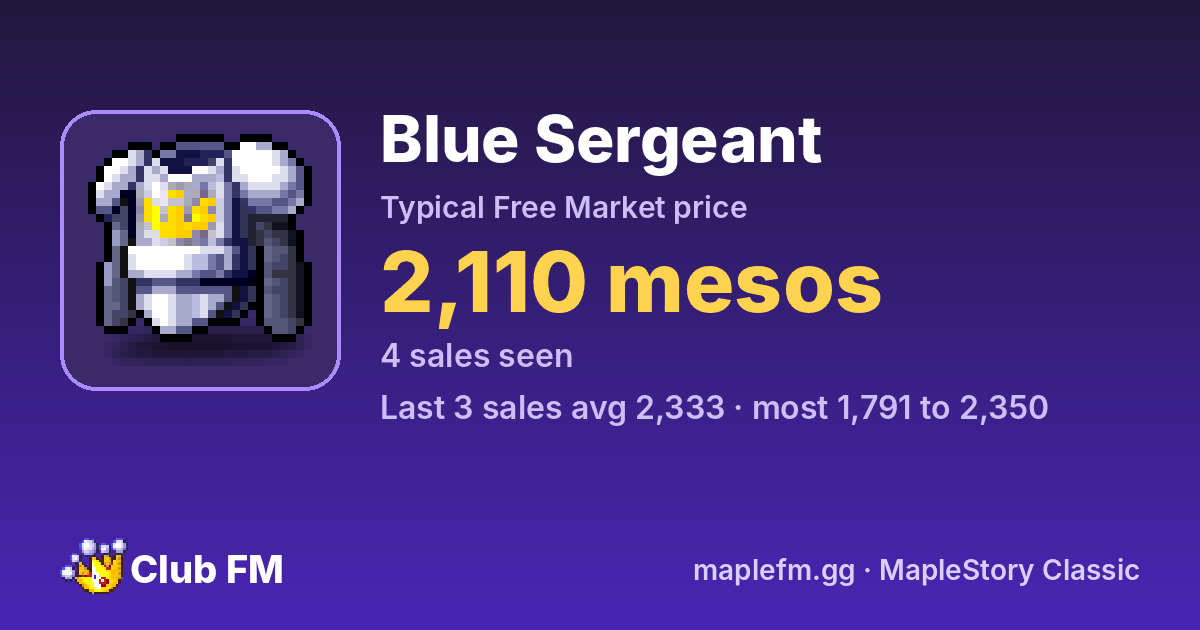 Blue Sergeant
Typical Free Market price
2,110 mesos
4 sales seen
Last 3 sales avg 2,333 · most 1,791 to 2,350
Club FM
maplefm.gg · MapleStory Classic